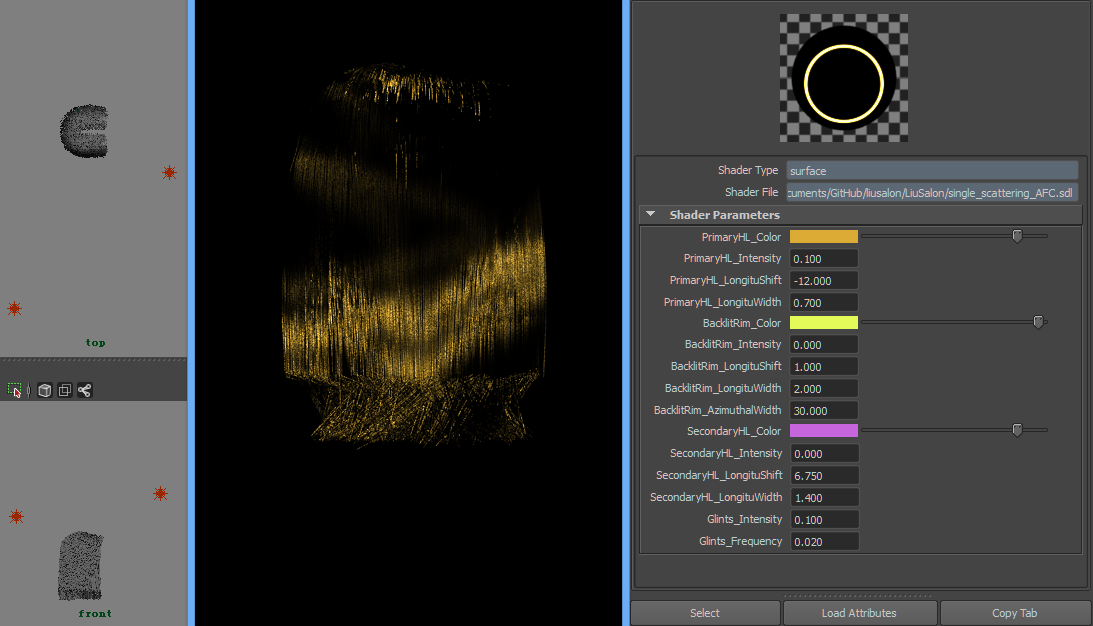 top
front
Shader Type surface
Shader File cuments/GitHub/liusalon/LiuSalon/single_scattering_AFC.sdl
Shader Parameters
PrimaryHL_Color
PrimaryHL_Intensity 0.100
PrimaryHL_LongituShift -12.000
PrimaryHL_LongituWidth 0.700
BacklitRim_Color
BacklitRim_Intensity 0.000
BacklitRim_LongituShift 1.000
BacklitRim_LongituWidth 2.000
BacklitRim_AzimuthalWidth 30.000
SecondaryHL_Color
SecondaryHL_Intensity 0.000
SecondaryHL_LongituShift 6.750
SecondaryHL_LongituWidth 1.400
Glints_Intensity 0.100
Glints_Frequency 0.020
Select Load Attributes Copy Tab